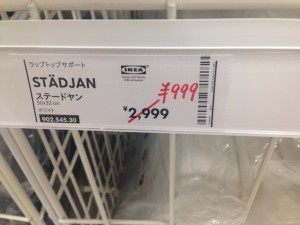 ラップトップサポート
STÄDJAN
ステードヤン
50x32 cm
ホワイト
902.545.30
IKEA
¥999
¥2,999